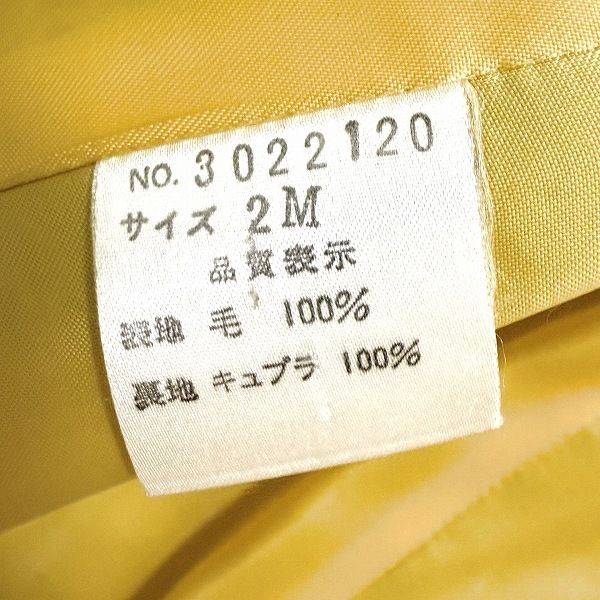 NO. 3022120
サイズ 2M
品質表示
表地 毛 100%
裏地 キュプラ 100%